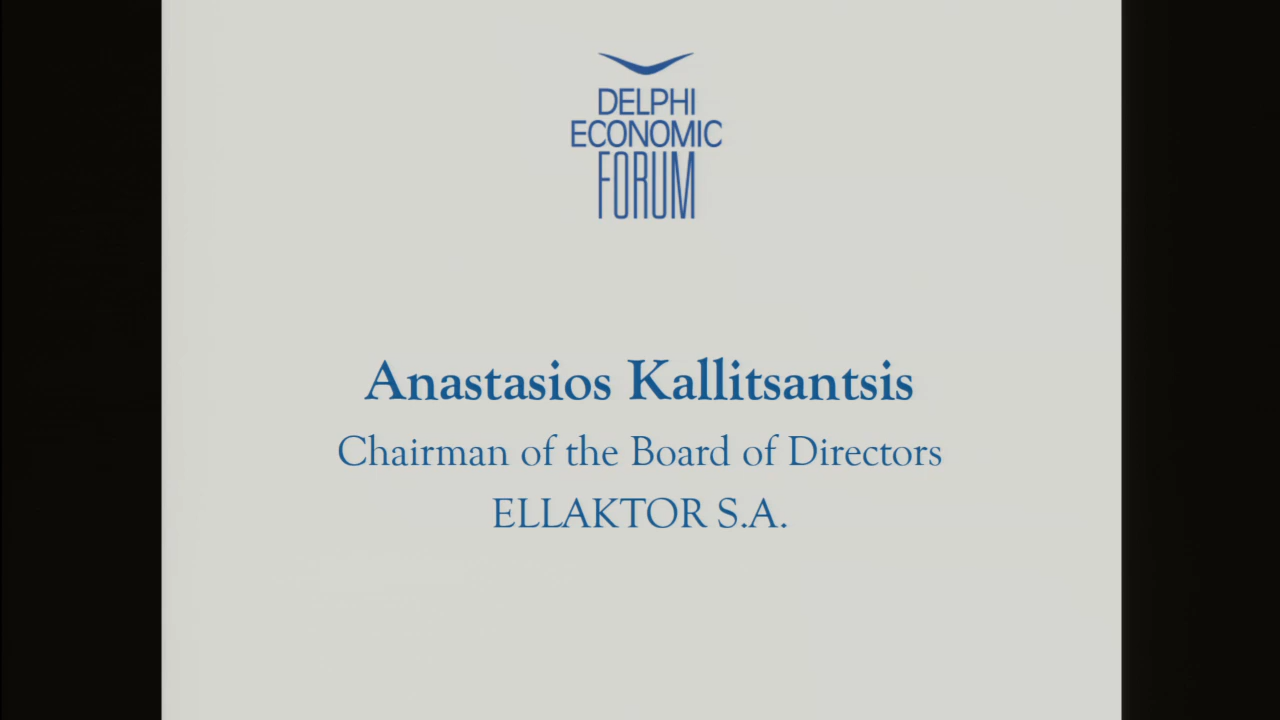 DELPHI
ECONOMIC
FORUM
Anastasios Kallitsantsis
Chairman of the Board of Directors
ELLAKTOR S.A.